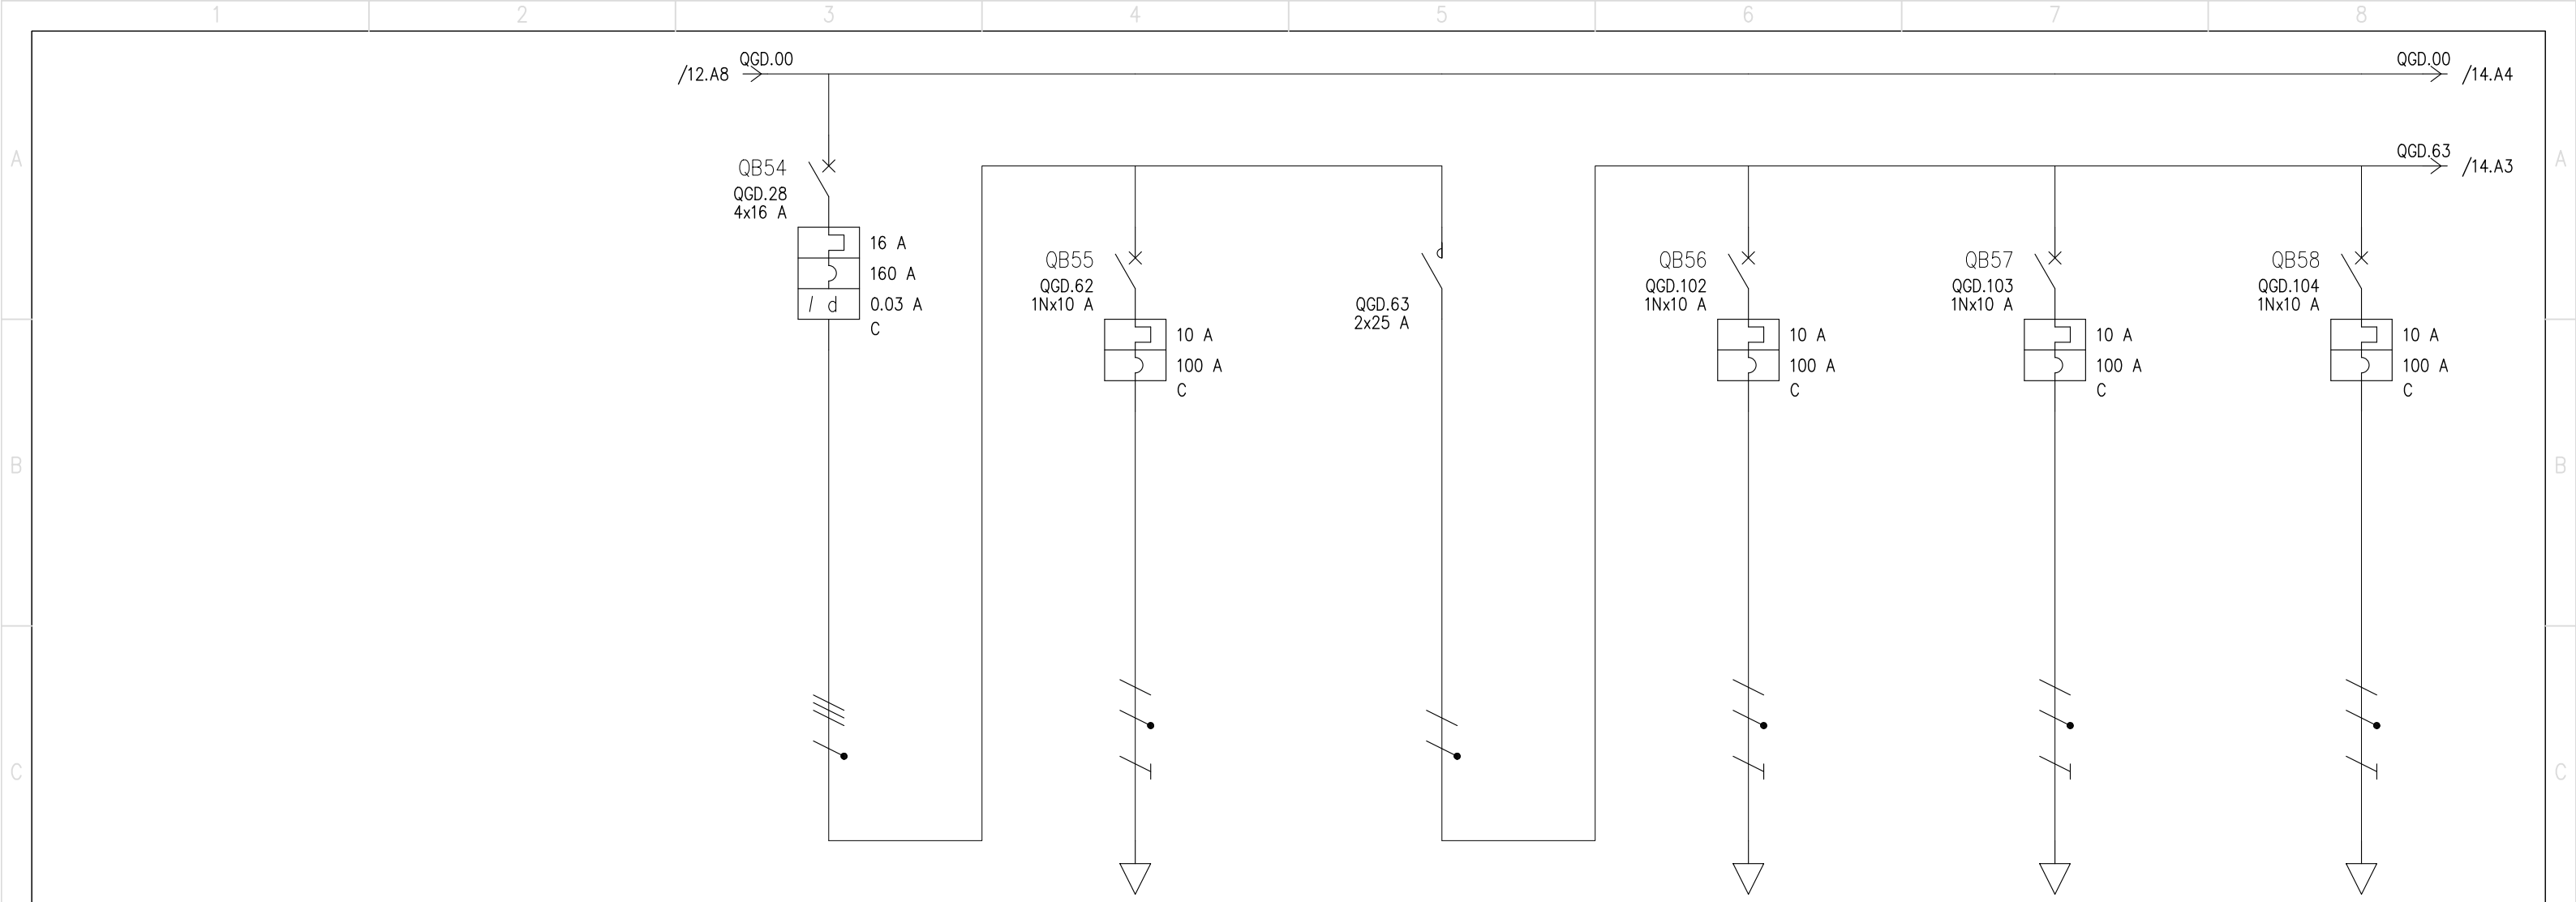 1 2 3 4 5 6 7 8
QGD.00 QGD.00
/12.A8 /14.A4
QGD.63
/14.A3
A A
QB54
QGD.28
4x16 A
16 A
160 A
I d 0.03 A
C
QB55
QGD.62
1Nx10 A
10 A
100 A
C
QGD.63
2x25 A
QB56
QGD.102
1Nx10 A
10 A
100 A
C
QB57
QGD.103
1Nx10 A
10 A
100 A
C
QB58
QGD.104
1Nx10 A
10 A
100 A
C
B B
C C